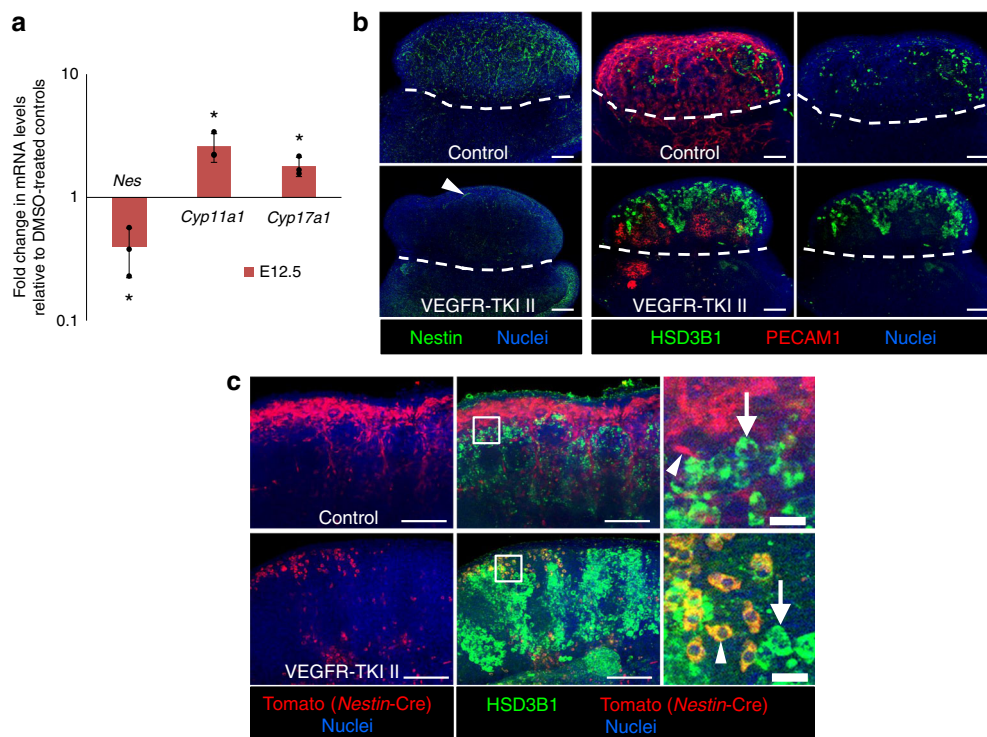 a
Fold change in mRNA levels
relative to DMSO-treated controls
10
1
0.1
Nes
*
*
Cyp11a1
*
Cyp17a1
E12.5
b
Control
Control
VEGFR-TKI II
VEGFR-TKI II
Nestin Nuclei
HSD3B1 PECAM1 Nuclei
c
Control
VEGFR-TKI II
Tomato (Nestin-Cre)
Nuclei
HSD3B1 Tomato (Nestin-Cre)
Nuclei